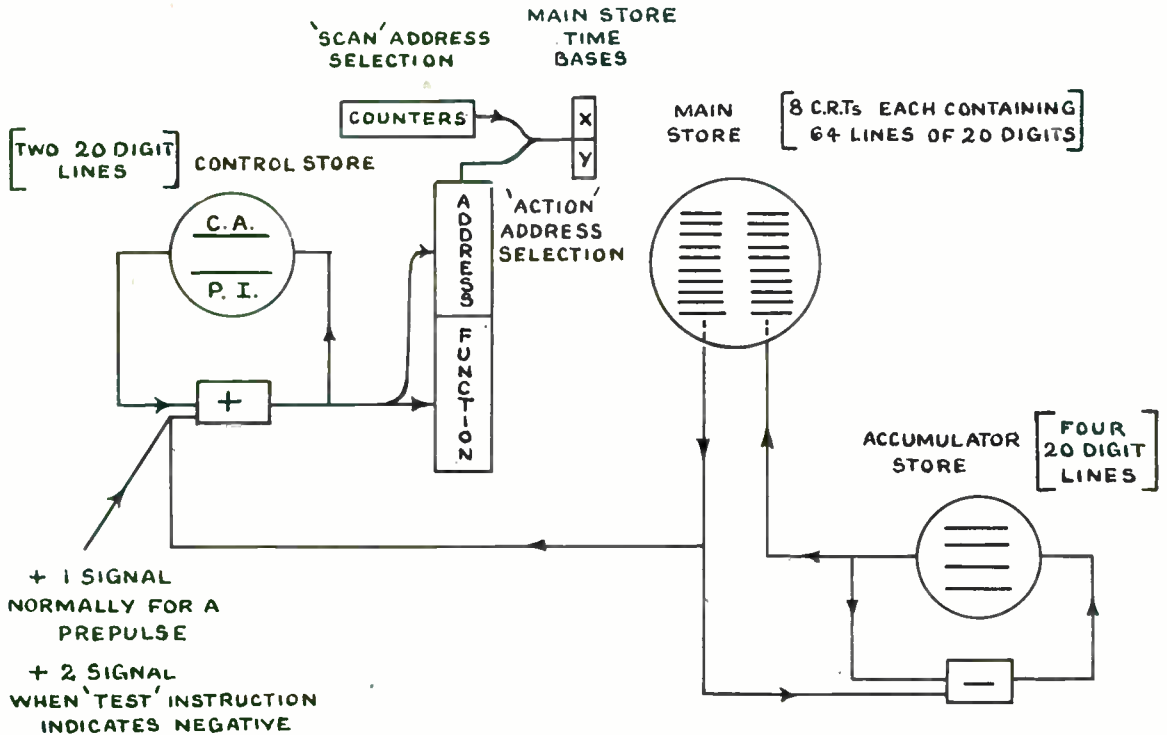 'SCAN' ADDRESS
SELECTION
MAIN STORE
TIME
BASES
COUNTERS
X
Y
MAIN
STORE
[8 C.R.Ts EACH CONTAINING
64 LINES OF 20 DIGITS]
[TWO 20 DIGIT
LINES]
CONTROL STORE
C.A.
P. I.
ADDRESS
FUNCTION
'ACTION'
ADDRESS
SELECTION
+
ACCUMULATOR
STORE
[FOUR
20 DIGIT
LINES]
−
+ 1 SIGNAL
NORMALLY FOR A
PREPULSE
+ 2 SIGNAL
WHEN 'TEST' INSTRUCTION
INDICATES NEGATIVE